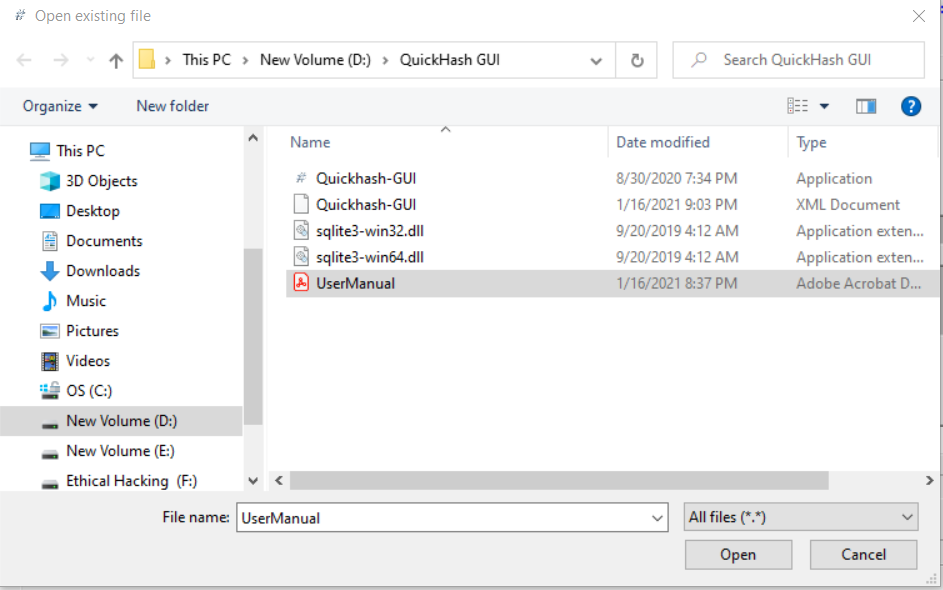 Open existing file
This PC > New Volume (D:) > QuickHash GUI
Search QuickHash GUI
Organize
New folder
?
This PC
3D Objects
Desktop
Documents
Downloads
Music
Pictures
Videos
OS (C:)
New Volume (D:)
New Volume (E:)
Ethical Hacking (F:)
Name Date modified Type
Quickhash-GUI 8/30/2020 7:34 PM Application
Quickhash-GUI 1/16/2021 9:03 PM XML Document
sqlite3-win32.dll 9/20/2019 4:12 AM Application exten...
sqlite3-win64.dll 9/20/2019 4:12 AM Application exten...
UserManual 1/16/2021 8:37 PM Adobe Acrobat D...
File name: UserManual All files (*.*)
Open Cancel